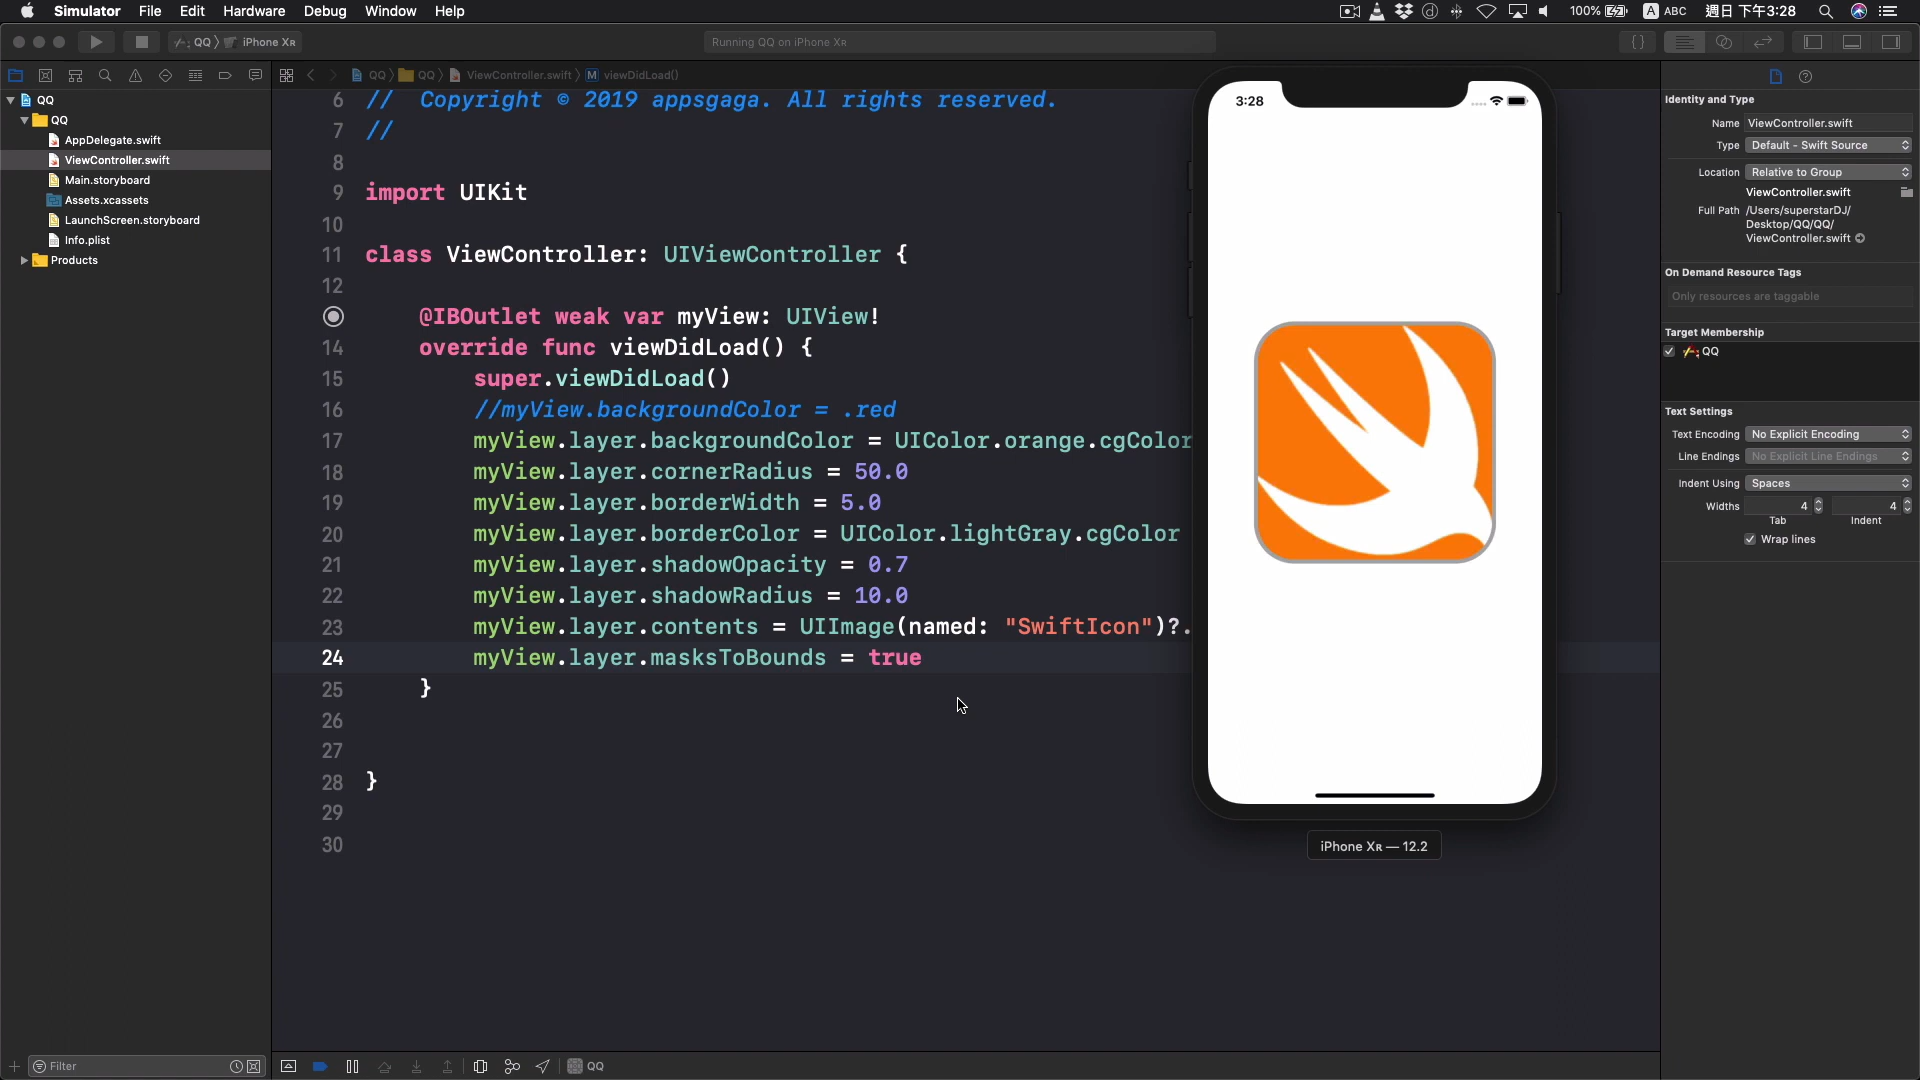 Simulator File Edit Hardware Debug Window Help
100% A ABC 週日 下午3:28
QQ iPhone XR
Running QQ on iPhone XR
{}
QQ QQ ViewController.swift M viewDidLoad()
QQ
QQ
AppDelegate.swift
ViewController.swift
Main.storyboard
Assets.xcassets
LaunchScreen.storyboard
Info.plist
Products
6 // Copyright © 2019 appsgaga. All rights reserved.
7 //
8
9 import UIKit
10
11 class ViewController: UIViewController {
12
@IBOutlet weak var myView: UIView!
14 override func viewDidLoad() {
15 super.viewDidLoad()
16 //myView.backgroundColor = .red
17 myView.layer.backgroundColor = UIColor.orange.cgColor
18 myView.layer.cornerRadius = 50.0
19 myView.layer.borderWidth = 5.0
20 myView.layer.borderColor = UIColor.lightGray.cgColor
21 myView.layer.shadowOpacity = 0.7
22 myView.layer.shadowRadius = 10.0
23 myView.layer.contents = UIImage(named: "SwiftIcon")?.
24 myView.layer.masksToBounds = true
25 }
26
27
28 }
29
30
3:28
iPhone XR — 12.2
Identity and Type
Name ViewController.swift
Type Default - Swift Source
Location Relative to Group
ViewController.swift
Full Path /Users/superstarDJ/
Desktop/QQ/QQ/
ViewController.swift
On Demand Resource Tags
Only resources are taggable
Target Membership
QQ
Text Settings
Text Encoding No Explicit Encoding
Line Endings No Explicit Line Endings
Indent Using Spaces
Widths 4 4
Tab Indent
Wrap lines
Filter
QQ